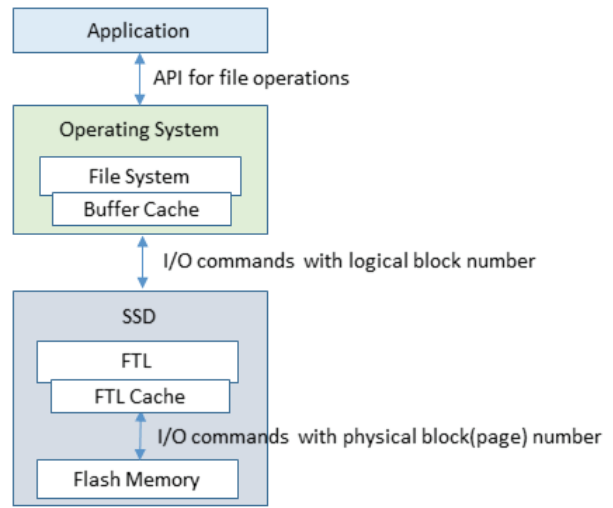 Application
API for file operations
Operating System
File System
Buffer Cache
I/O commands with logical block number
SSD
FTL
FTL Cache
I/O commands with physical block(page) number
Flash Memory